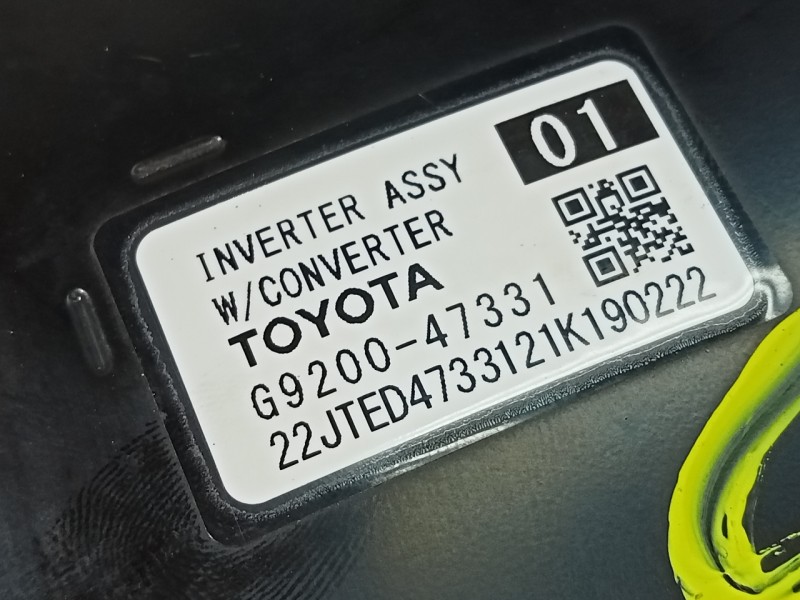 01
INVERTER ASSY
W/CONVERTER
TOYOTA
G9200-47331
22JTED4733121K190222